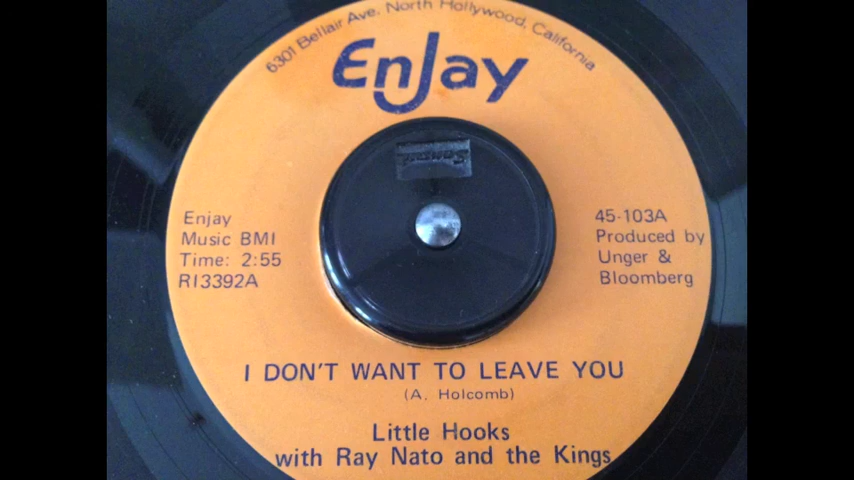 6301 Bellair Ave. North Hollywood, California
EnJay
Enjay
Music BMI
Time: 2:55
R13392A
45-103A
Produced by
Unger &
Bloomberg
I DON'T WANT TO LEAVE YOU
(A. Holcomb)
Little Hooks
with Ray Nato and the Kings